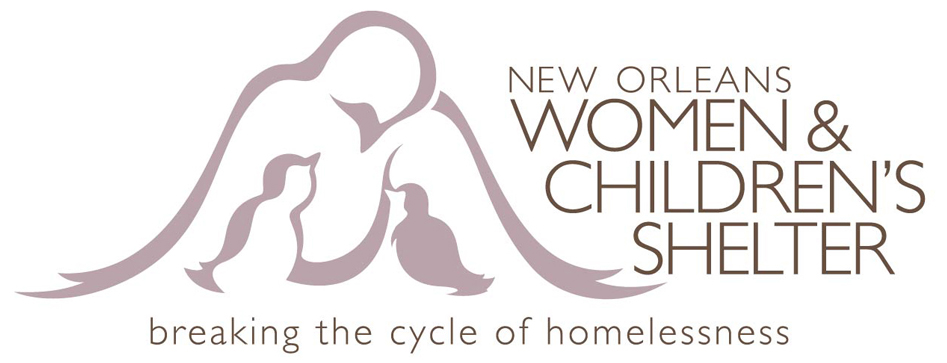 NEW ORLEANS
WOMEN &
CHILDREN'S
SHELTER
breaking the cycle of homelessness